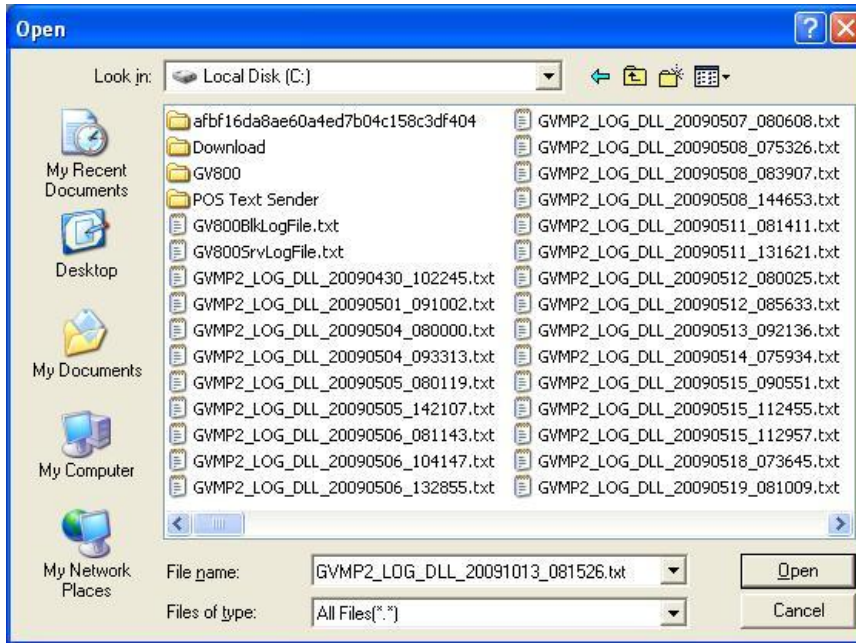 Open
Look in: Local Disk (C:)
My Recent
Documents
Desktop
My Documents
My Computer
My Network
Places
afbf16da8ae60a4ed7b04c158c3df404
Download
GV800
POS Text Sender
GV800BlkLogFile.txt
GV800SrvLogFile.txt
GVMP2_LOG_DLL_20090430_102245.txt
GVMP2_LOG_DLL_20090501_091002.txt
GVMP2_LOG_DLL_20090504_080000.txt
GVMP2_LOG_DLL_20090504_093313.txt
GVMP2_LOG_DLL_20090505_080119.txt
GVMP2_LOG_DLL_20090505_142107.txt
GVMP2_LOG_DLL_20090506_081143.txt
GVMP2_LOG_DLL_20090506_104147.txt
GVMP2_LOG_DLL_20090506_132855.txt
GVMP2_LOG_DLL_20090507_080608.txt
GVMP2_LOG_DLL_20090508_075326.txt
GVMP2_LOG_DLL_20090508_083907.txt
GVMP2_LOG_DLL_20090508_144653.txt
GVMP2_LOG_DLL_20090511_081411.txt
GVMP2_LOG_DLL_20090511_131621.txt
GVMP2_LOG_DLL_20090512_080025.txt
GVMP2_LOG_DLL_20090512_085633.txt
GVMP2_LOG_DLL_20090513_092136.txt
GVMP2_LOG_DLL_20090514_075934.txt
GVMP2_LOG_DLL_20090515_090551.txt
GVMP2_LOG_DLL_20090515_112455.txt
GVMP2_LOG_DLL_20090515_112957.txt
GVMP2_LOG_DLL_20090518_073645.txt
GVMP2_LOG_DLL_20090519_081009.txt
File name: GVMP2_LOG_DLL_20091013_081526.txt Open
Files of type: All Files(*.*) Cancel